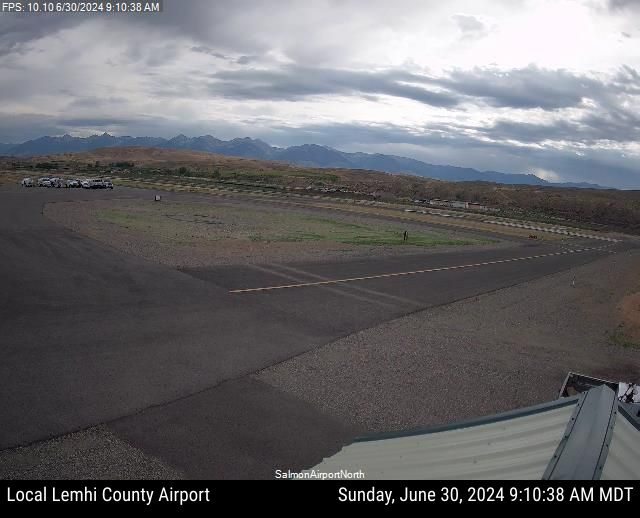 FPS: 10.10 6/30/2024 9:10:38 AM
SalmonAirportNorth
Local Lemhi County Airport Sunday, June 30, 2024 9:10:38 AM MDT